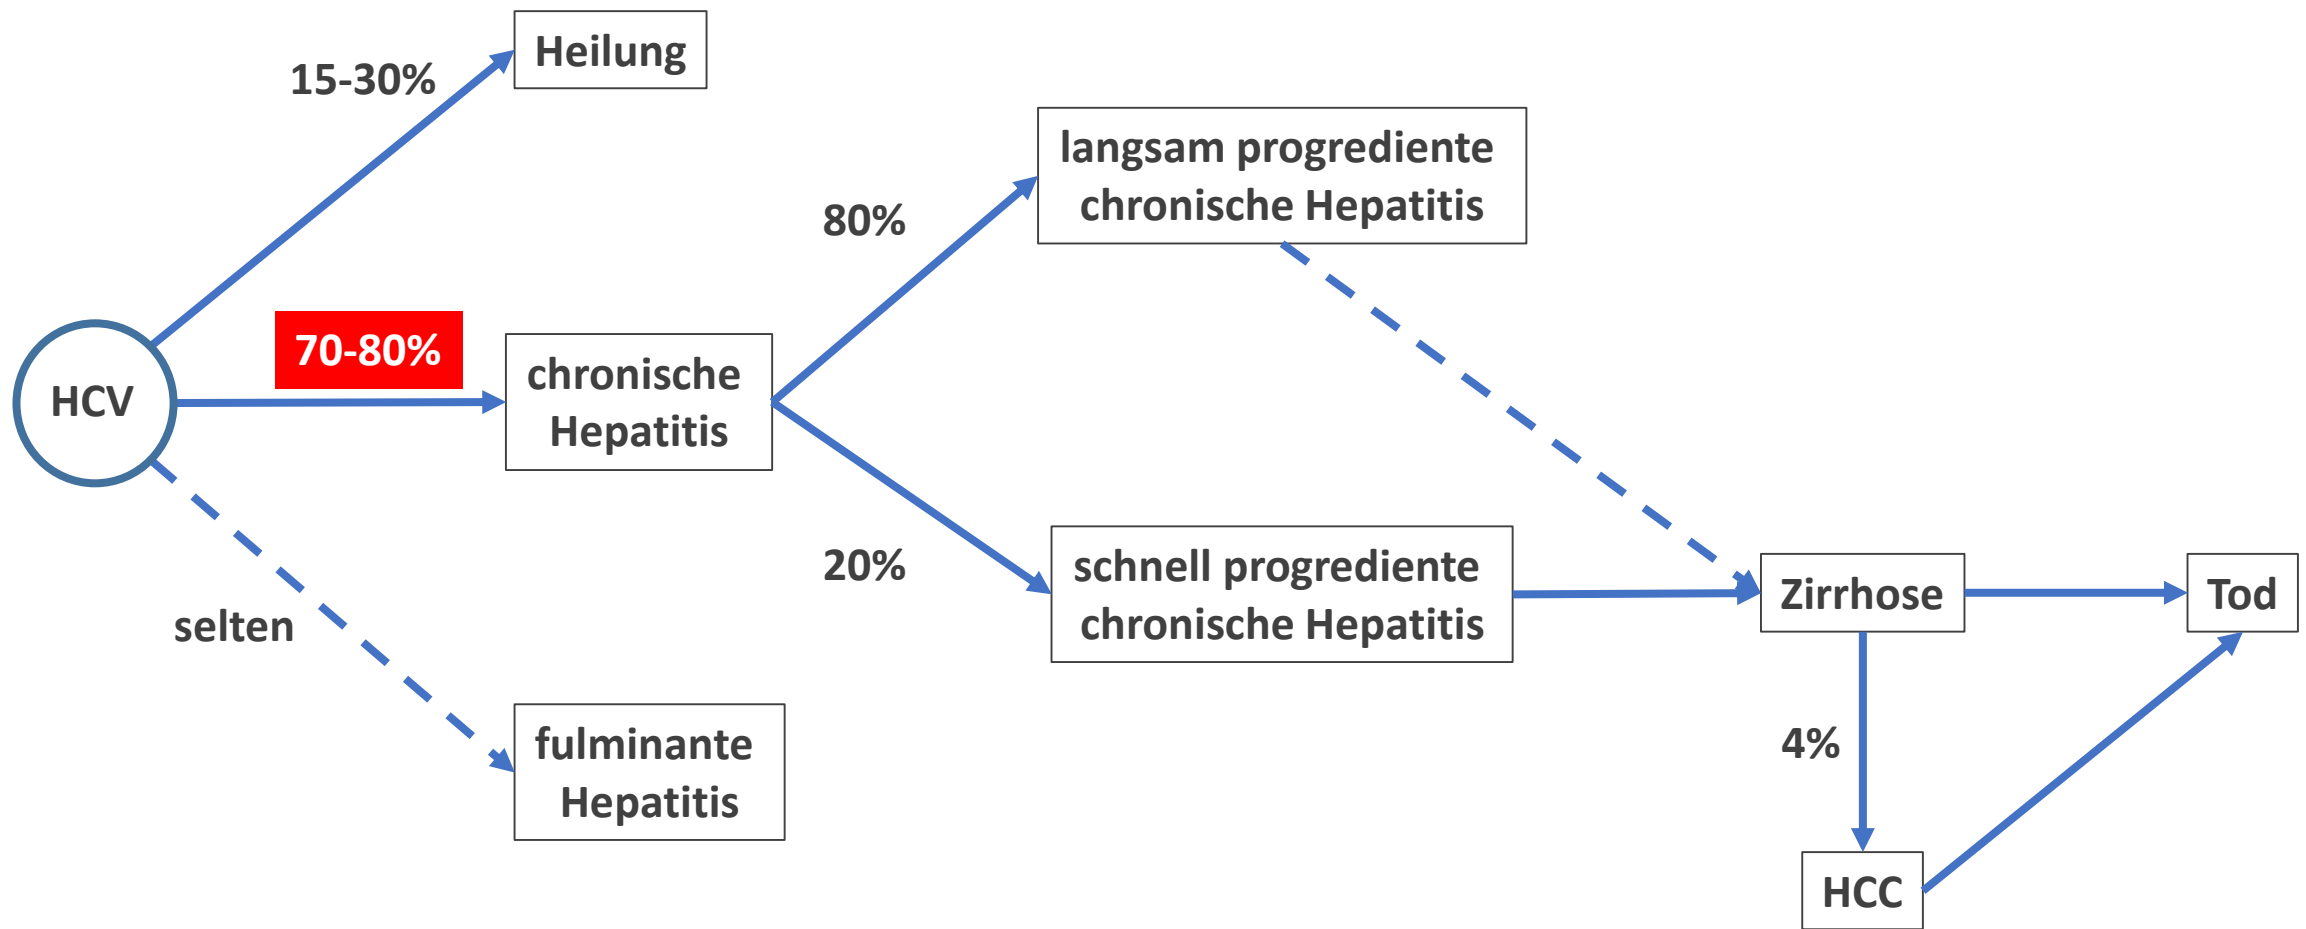 Heilung
15-30%
langsam progrediente
chronische Hepatitis
80%
70-80%
chronische
Hepatitis
HCV
20%
schnell progrediente
chronische Hepatitis
Zirrhose
Tod
selten
fulminante
Hepatitis
4%
HCC